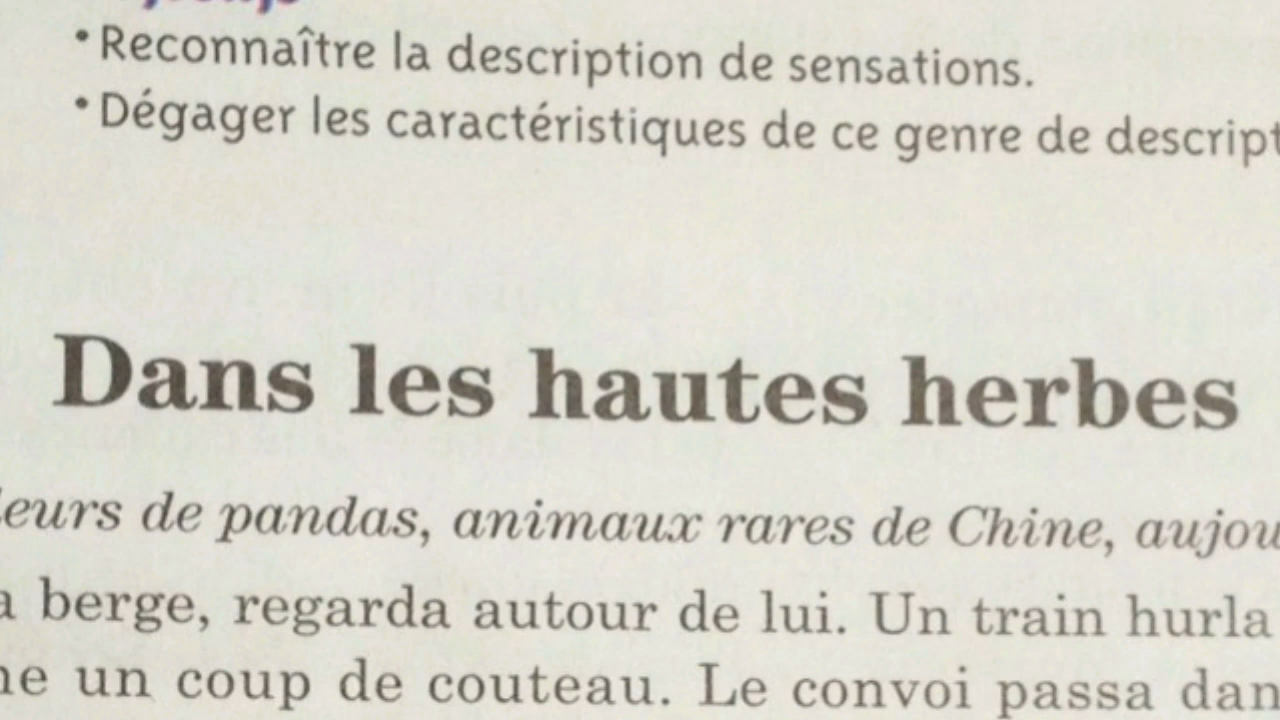 • Reconnaître la description de sensations.
• Dégager les caractéristiques de ce genre de
Dans les hautes herbes
de pandas, animaux rares de Chine,
berge, regarda autour de lui. Un train hurla
un coup de couteau. Le convoi passa